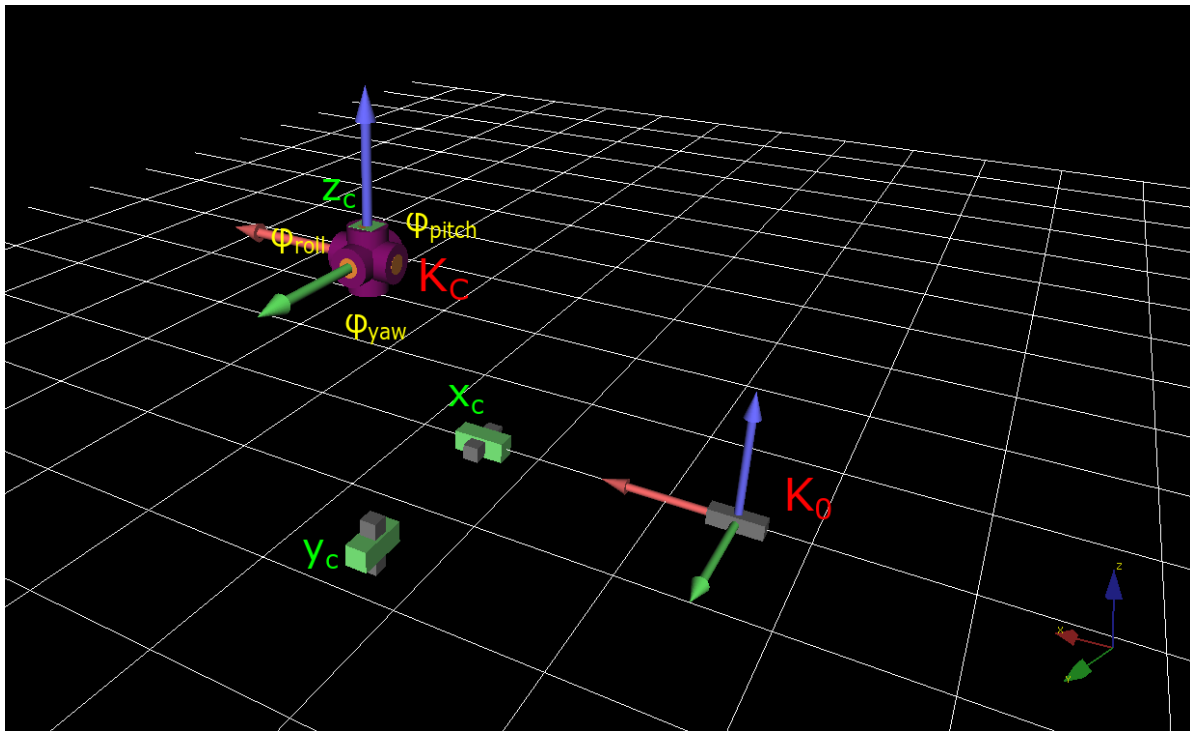 z_c
φ_roll
φ_pitch
K_C
φ_yaw
x_c
K_0
y_c
z
x
y